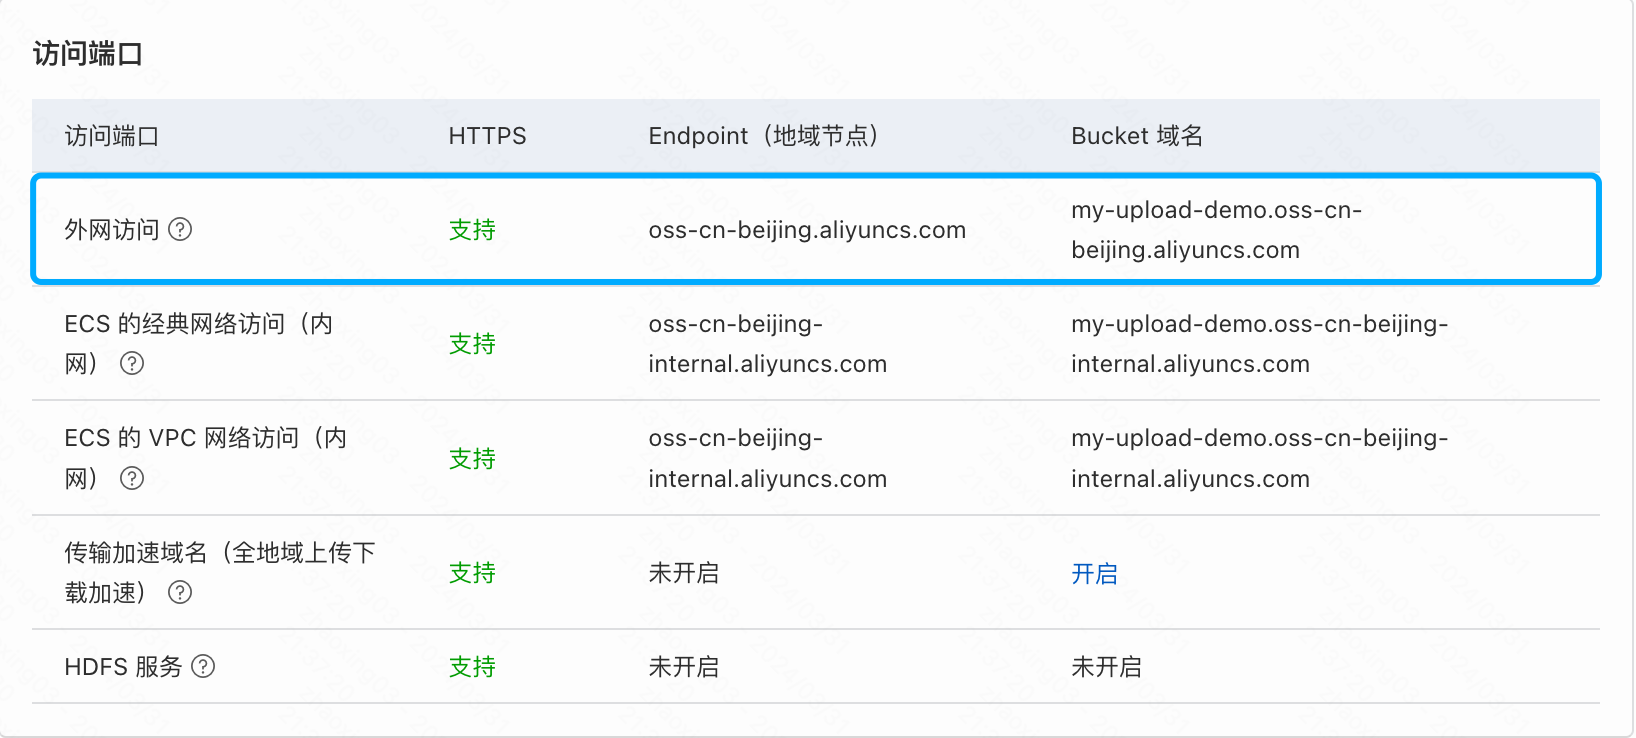 访问端口
访问端口 HTTPS Endpoint（地域节点） Bucket 域名
外网访问 支持 oss-cn-beijing.aliyuncs.com my-upload-demo.oss-cn-
beijing.aliyuncs.com
ECS 的经典网络访问（内
网） 支持 oss-cn-beijing-
internal.aliyuncs.com my-upload-demo.oss-cn-beijing-
internal.aliyuncs.com
ECS 的 VPC 网络访问（内
网） 支持 oss-cn-beijing-
internal.aliyuncs.com my-upload-demo.oss-cn-beijing-
internal.aliyuncs.com
传输加速域名（全地域上传下
载加速） 支持 未开启 开启
HDFS 服务 支持 未开启 未开启